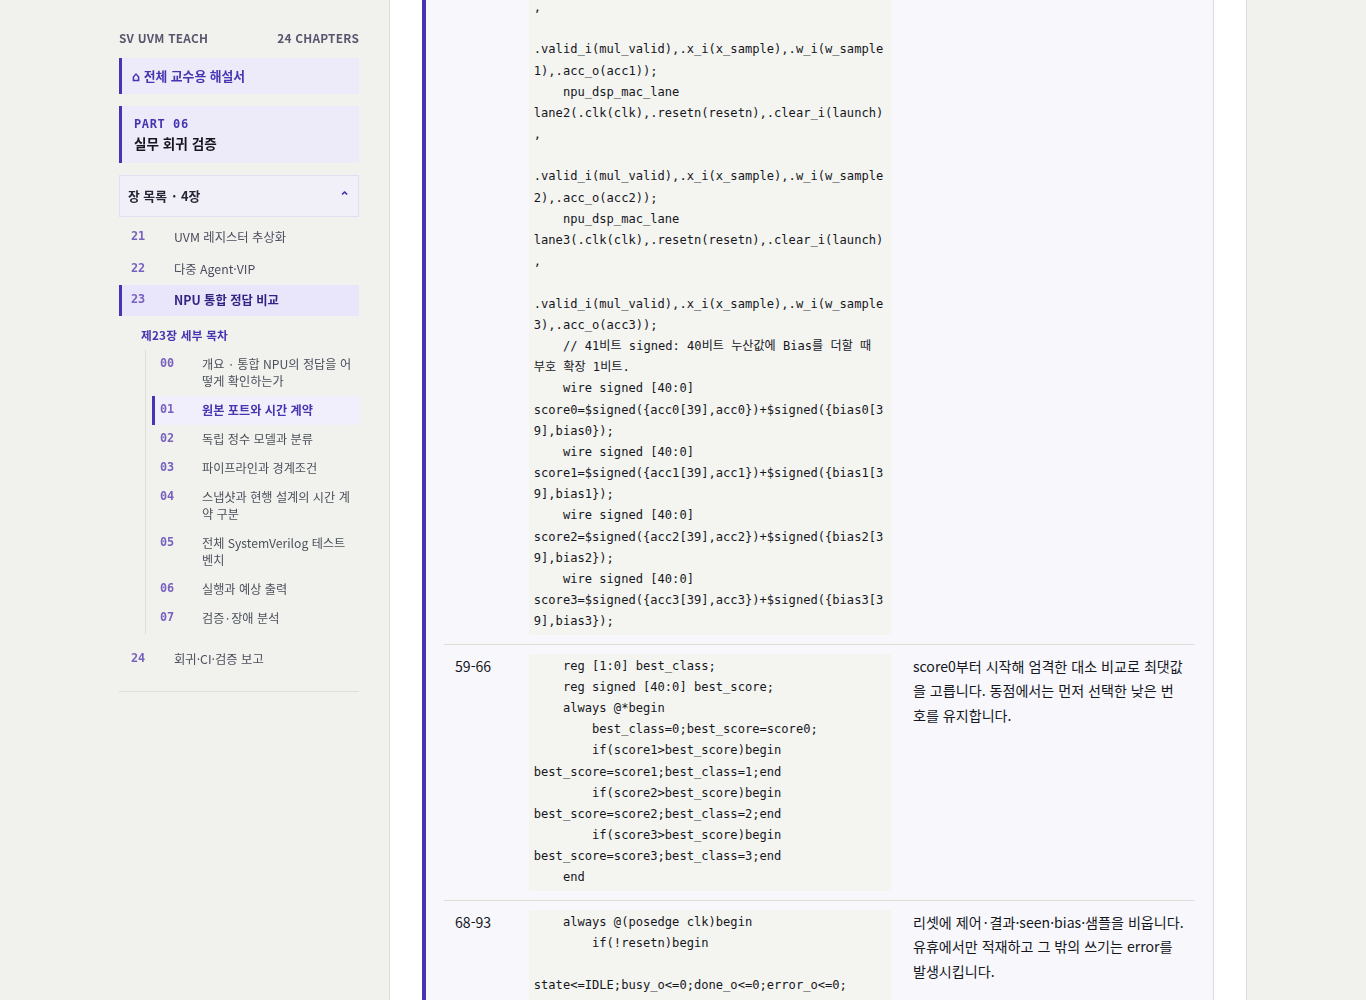 SV UVM TEACH
24 CHAPTERS
⌂ 전체 교수용 해설서
PART 06
실무 회귀 검증
장 목록 · 4장
21 UVM 레지스터 추상화
22 다중 Agent·VIP
23 NPU 통합 정답 비교
제23장 세부 목차
00 개요 · 통합 NPU의 정답을 어
떻게 확인하는가
01 원본 포트와 시간 계약
02 독립 정수 모델과 분류
03 파이프라인과 경계조건
04 스냅샷과 현행 설계의 시간 계
약 구분
05 전체 SystemVerilog 테스트
벤치
06 실행과 예상 출력
07 검증·장애 분석
24 회귀·CI·검증 보고
,
.valid_i(mul_valid),.x_i(x_sample),.w_i(w_sample
1),.acc_o(acc1));
npu_dsp_mac_lane
lane2(.clk(clk),.resetn(resetn),.clear_i(launch)
,
.valid_i(mul_valid),.x_i(x_sample),.w_i(w_sample
2),.acc_o(acc2));
npu_dsp_mac_lane
lane3(.clk(clk),.resetn(resetn),.clear_i(launch)
,
.valid_i(mul_valid),.x_i(x_sample),.w_i(w_sample
3),.acc_o(acc3));
// 41비트 signed: 40비트 누산값에 Bias를 더할 때
부호 확장 1비트.
wire signed [40:0]
score0=$signed({acc0[39],acc0})+$signed({bias0[3
9],bias0});
wire signed [40:0]
score1=$signed({acc1[39],acc1})+$signed({bias1[3
9],bias1});
wire signed [40:0]
score2=$signed({acc2[39],acc2})+$signed({bias2[3
9],bias2});
wire signed [40:0]
score3=$signed({acc3[39],acc3})+$signed({bias3[3
9],bias3});
59-66
reg [1:0] best_class;
reg signed [40:0] best_score;
always @*begin
best_class=0;best_score=score0;
if(score1>best_score)begin
best_score=score1;best_class=1;end
if(score2>best_score)begin
best_score=score2;best_class=2;end
if(score3>best_score)begin
best_score=score3;best_class=3;end
end
score0부터 시작해 엄격한 대소 비교로 최댓값
을 고릅니다. 동점에서는 먼저 선택한 낮은 번
호를 유지합니다.
68-93
always @(posedge clk)begin
if(!resetn)begin
state<=IDLE;busy_o<=0;done_o<=0;error_o<=0;
리셋에 제어·결과·seen·bias·샘플을 비웁니다.
유휴에서만 적재하고 그 밖의 쓰기는 error를
발생시킵니다.